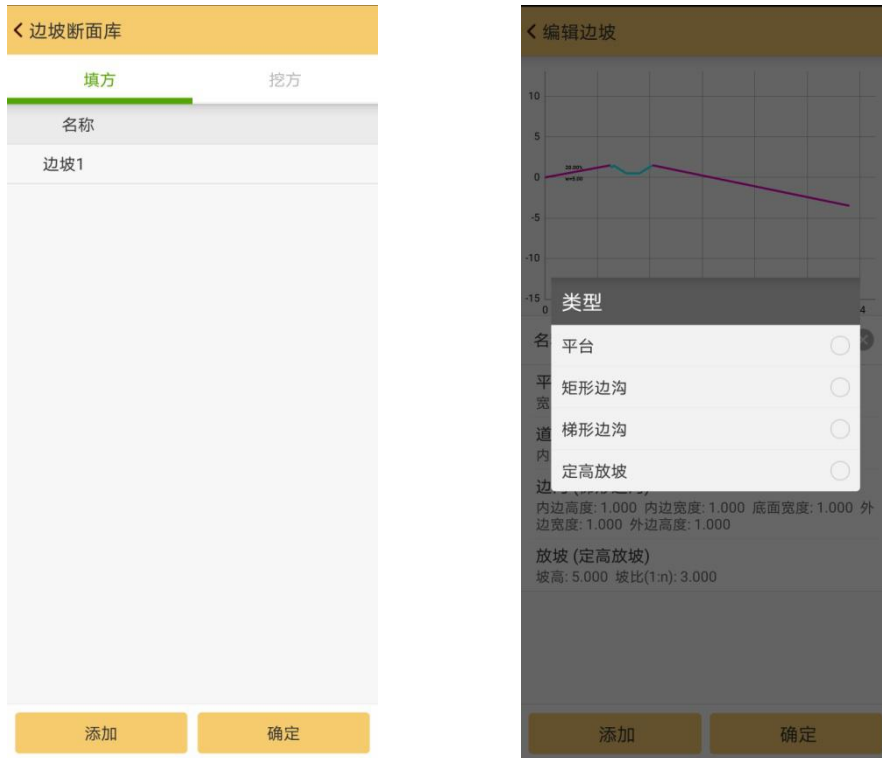 边坡断面库
填方 挖方
名称
边坡1
添加 确定
编辑边坡
10
5
0
-5
-10
-15
0
4
类型
平台
矩形边沟
梯形边沟
定高放坡
名
平
宽
道
内
内边高度: 1.000 内边宽度: 1.000 底面宽度: 1.000 外
边宽度: 1.000 外边高度: 1.000
放坡 (定高放坡)
坡高: 5.000 坡比(1:n): 3.000
添加 确定